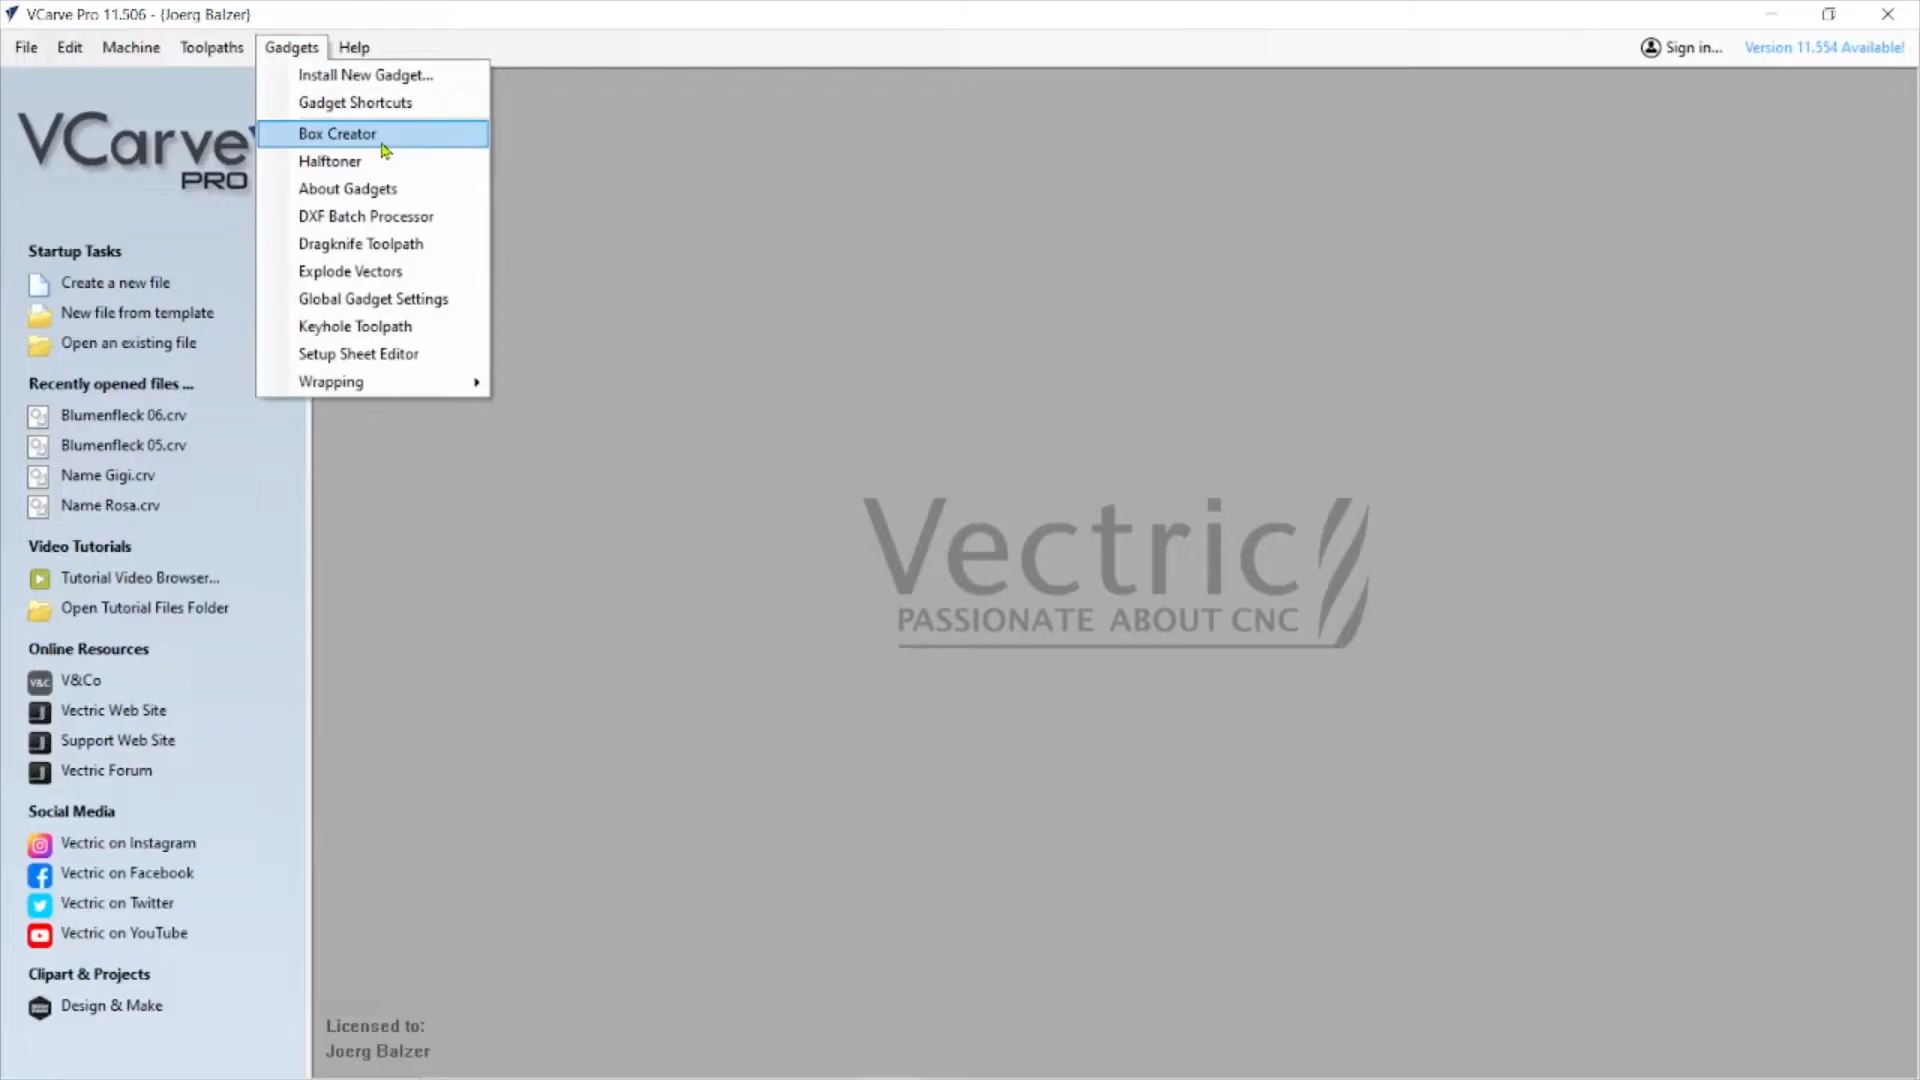 VCarve Pro 11.506 - {Joerg Balzer}
File Edit Machine Toolpaths Gadgets Help
Sign in... Version 11.554 Available!
Install New Gadget...
Gadget Shortcuts
Box Creator
Halftoner
About Gadgets
DXF Batch Processor
Dragknife Toolpath
Explode Vectors
Global Gadget Settings
Keyhole Toolpath
Setup Sheet Editor
Wrapping
VCarve
PRO
Startup Tasks
Create a new file
New file from template
Open an existing file
Recently opened files ...
Blumenfleck 06.crv
Blumenfleck 05.crv
Name Gigi.crv
Name Rosa.crv
Video Tutorials
Tutorial Video Browser...
Open Tutorial Files Folder
Online Resources
V&C V&Co
Vectric Web Site
Support Web Site
Vectric Forum
Social Media
Vectric on Instagram
Vectric on Facebook
Vectric on Twitter
Vectric on YouTube
Clipart & Projects
Design & Make
Vectric
PASSIONATE ABOUT CNC
Licensed to:
Joerg Balzer